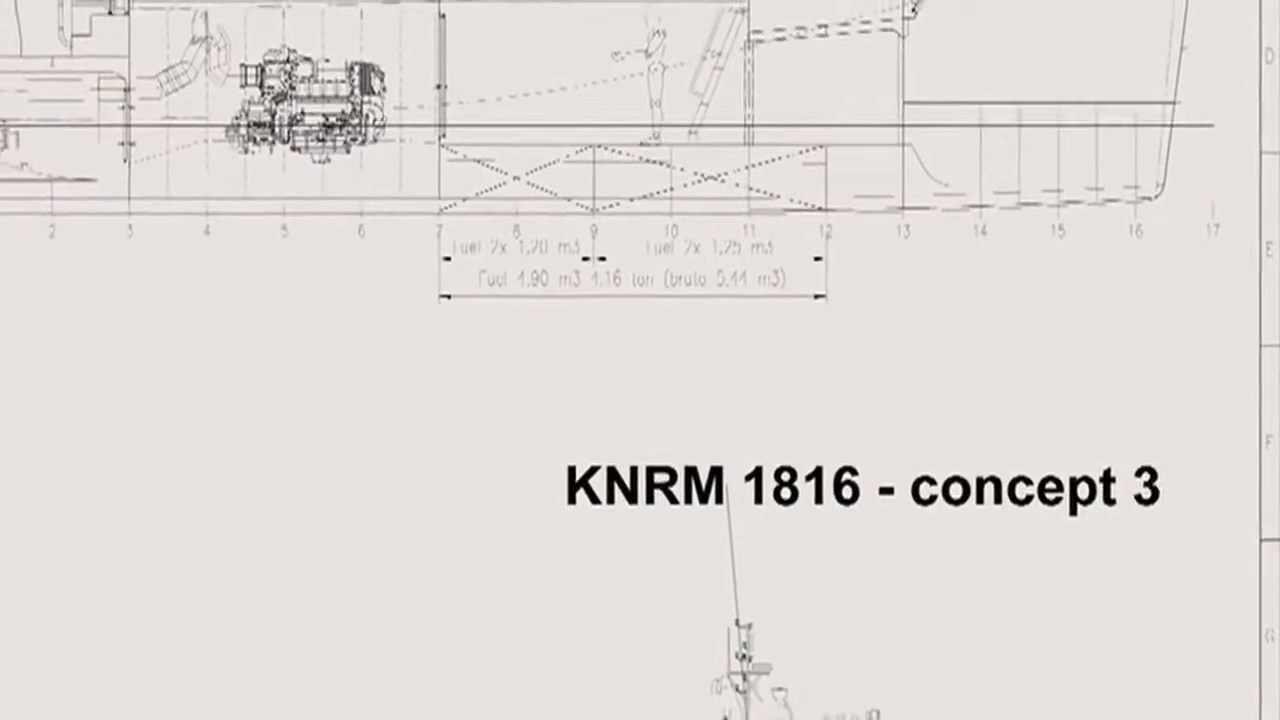 D
2 3 4 5 6 7 8 9 10 11 12 13 14 15 16 17
Fuel 2x 1,20 m3 Fuel 2x 1,25 m3
E
Fuel 4.90 m3 4.16 ton (bruto 5.44 m3)
F
KNRM 1816 - concept 3
G